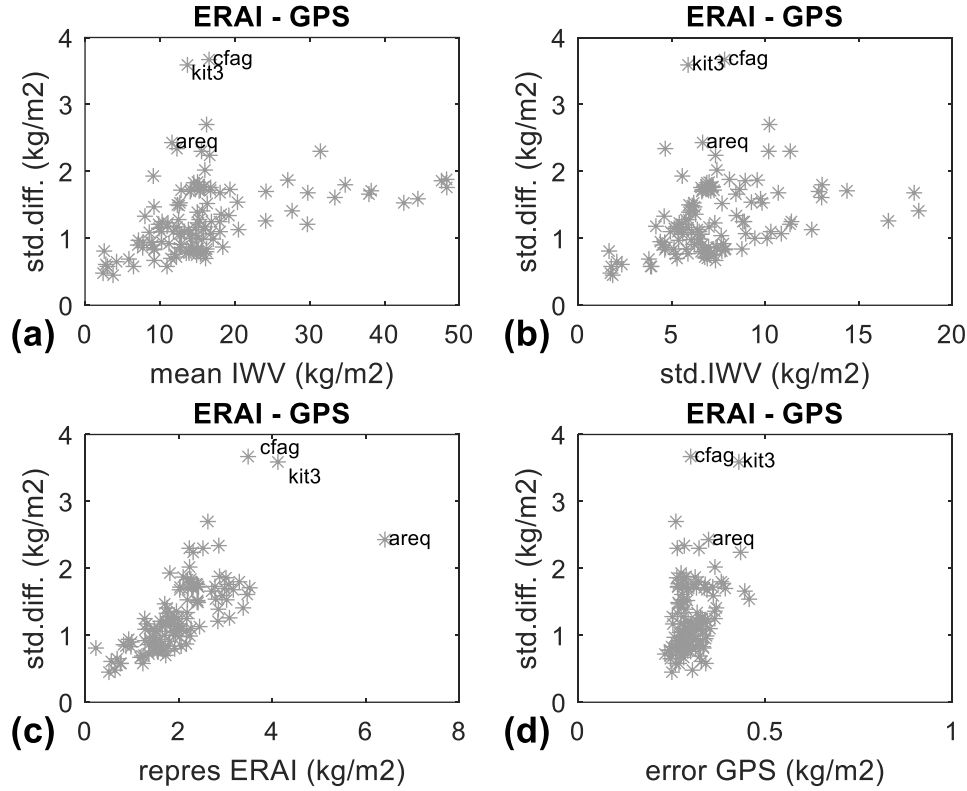 ERAI - GPS
ERAI - GPS
4
3
2
1
0
std.diff. (kg/m2)
cfag
kit3
areq
0 10 20 30 40 50
(a)
mean IWV (kg/m2)
4
3
2
1
0
std.diff. (kg/m2)
kit3 cfag
areq
0 5 10 15 20
(b)
std.IWV (kg/m2)
ERAI - GPS
ERAI - GPS
4
3
2
1
0
std.diff. (kg/m2)
cfag
kit3
areq
0 2 4 6 8
(c)
repres ERAI (kg/m2)
4
3
2
1
0
std.diff. (kg/m2)
cfag kit3
areq
0 0.5 1
(d)
error GPS (kg/m2)